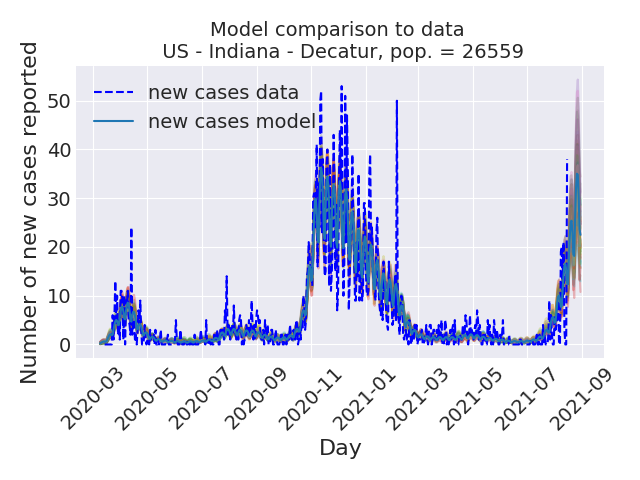 Model comparison to data
US - Indiana - Decatur, pop. = 26559
new cases data
new cases model
Number of new cases reported
50
40
30
20
10
0
2020-03
2020-05
2020-07
2020-09
2020-11
2021-01
2021-03
2021-05
2021-07
2021-09
Day